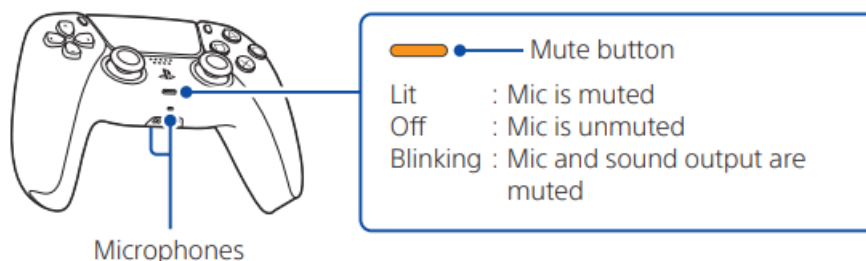 Mute button
Lit : Mic is muted
Off : Mic is unmuted
Blinking : Mic and sound output are
muted
Microphones